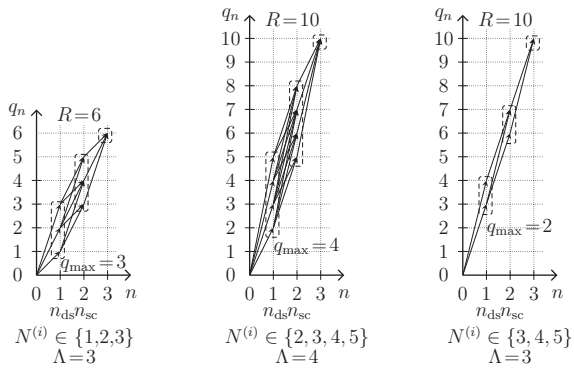 qₙ
R=6
6
5
4
3
2
1
0
q_max=3
0 1 2 3 n
n_ds n_sc
N⁽ⁱ⁾ ∈ {1,2,3}
Λ=3
qₙ
R=10
10
9
8
7
6
5
4
3
2
1
0
q_max=4
0 1 2 3 n
n_ds n_sc
N⁽ⁱ⁾ ∈ {2, 3, 4, 5}
Λ=4
qₙ
R=10
10
9
8
7
6
5
4
3
2
1
0
q_max=2
0 1 2 3 n
n_ds n_sc
N⁽ⁱ⁾ ∈ {3, 4, 5}
Λ=3